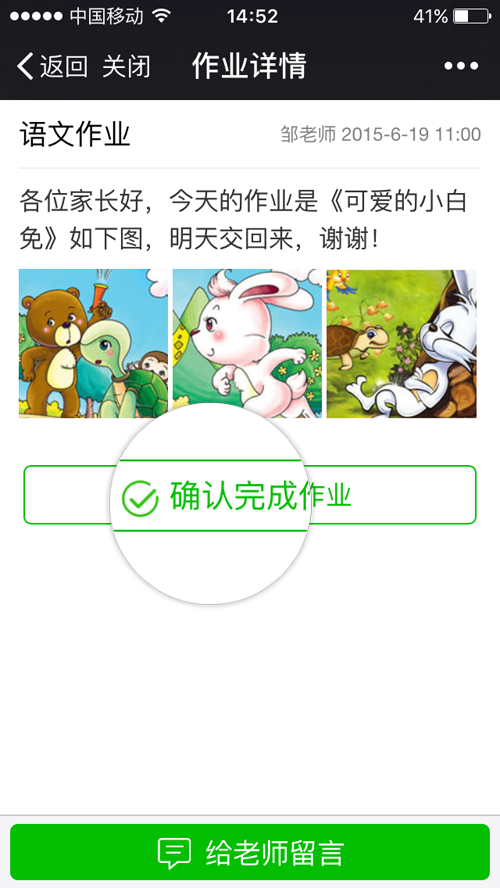 中国移动 14:52 41%
返回 关闭 作业详情
语文作业 邹老师 2015-6-19 11:00
各位家长好，今天的作业是《可爱的小白
免》如下图，明天交回来，谢谢！
确认完成作业
给老师留言